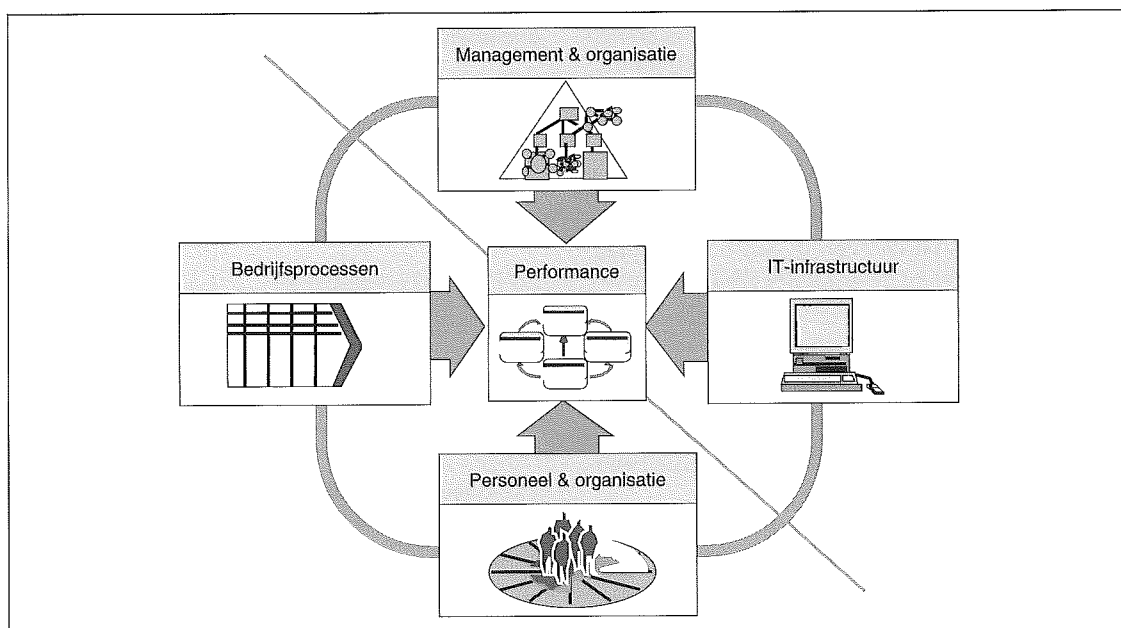 Management & organisatie
Bedrijfsprocessen
Performance
IT-infrastructuur
Personeel & organisatie